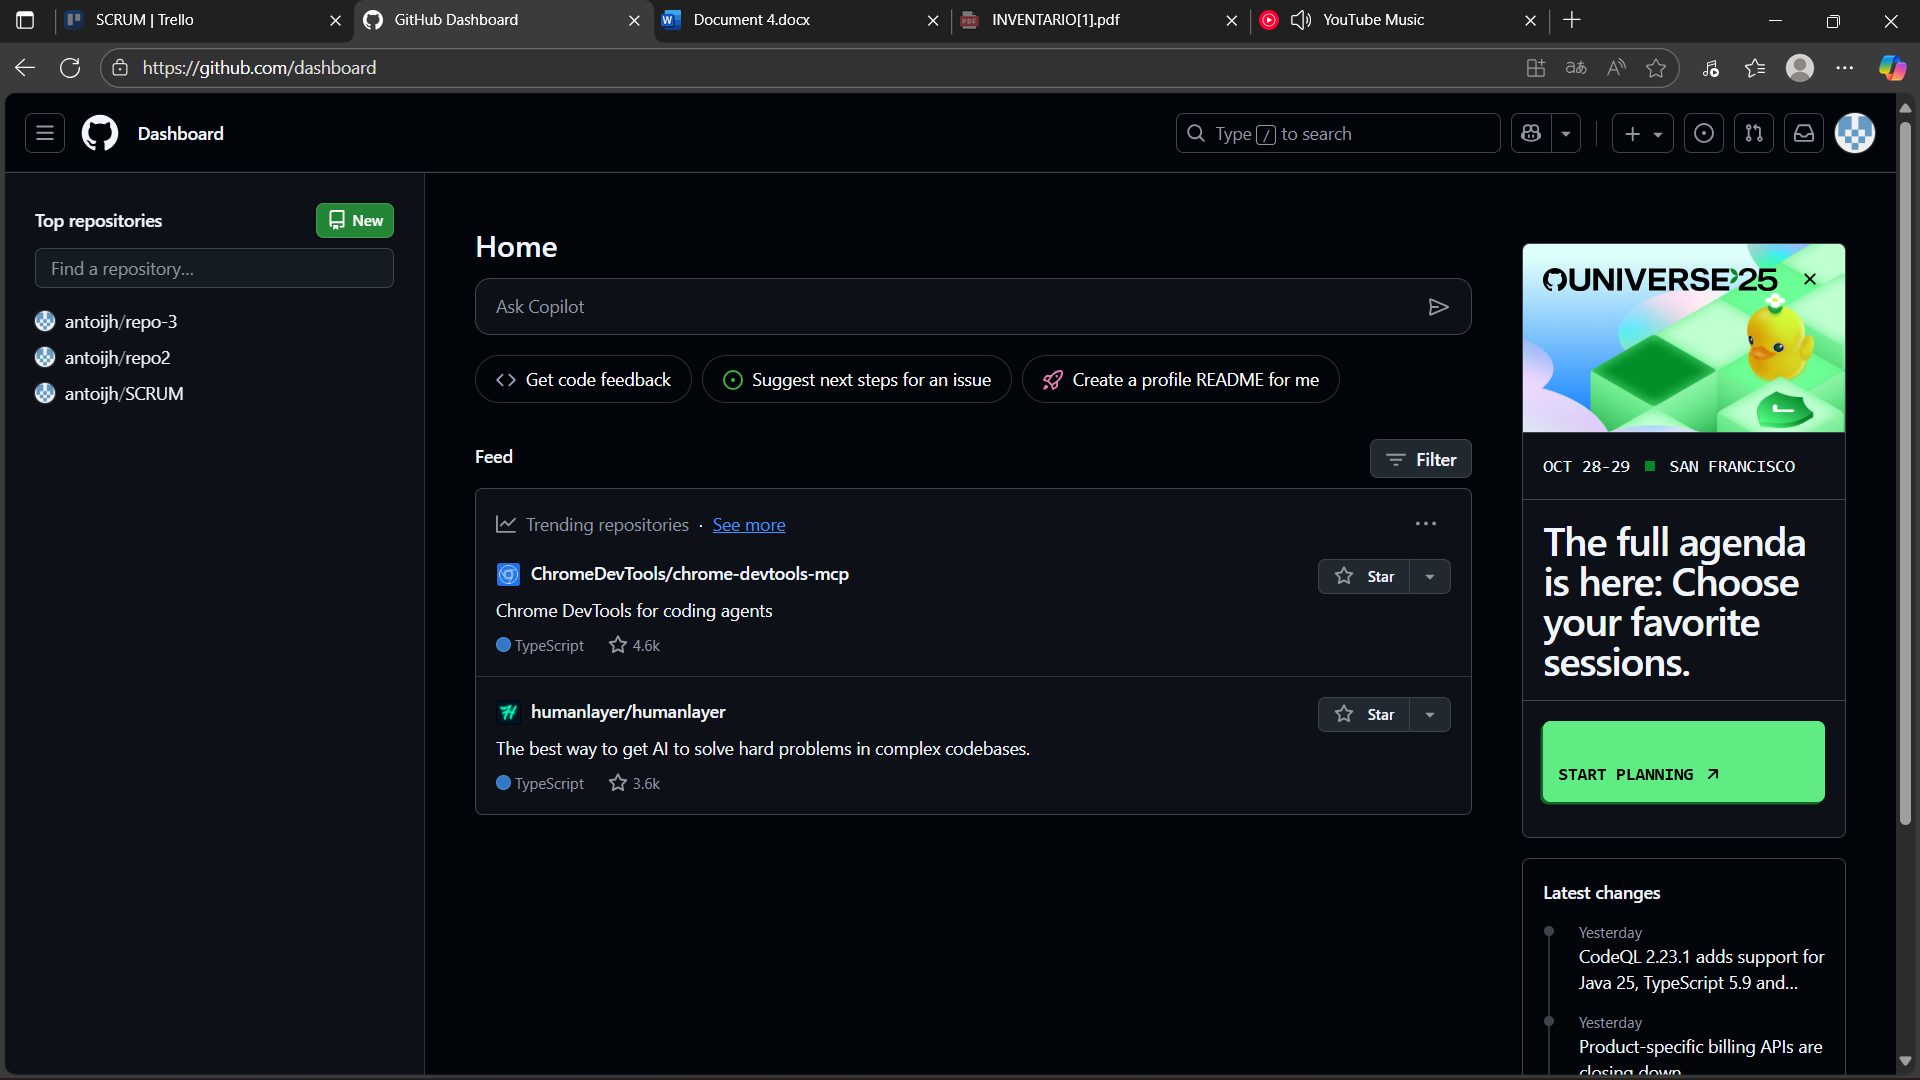 SCRUM | Trello
GitHub Dashboard
Document 4.docx
INVENTARIO[1].pdf
YouTube Music
https://github.com/dashboard
Dashboard
Type / to search
Top repositories
New
Find a repository...
antoijh/repo-3
antoijh/repo2
antoijh/SCRUM
Home
Ask Copilot
Get code feedback
Suggest next steps for an issue
Create a profile README for me
Feed
Filter
Trending repositories · See more
ChromeDevTools/chrome-devtools-mcp
Star
Chrome DevTools for coding agents
TypeScript 4.6k
humanlayer/humanlayer
Star
The best way to get AI to solve hard problems in complex codebases.
TypeScript 3.6k
UNIVERSE'25
OCT 28-29 SAN FRANCISCO
The full agenda
is here: Choose
your favorite
sessions.
START PLANNING
Latest changes
Yesterday
CodeQL 2.23.1 adds support for
Java 25, TypeScript 5.9 and...
Yesterday
Product-specific billing APIs are
closing down